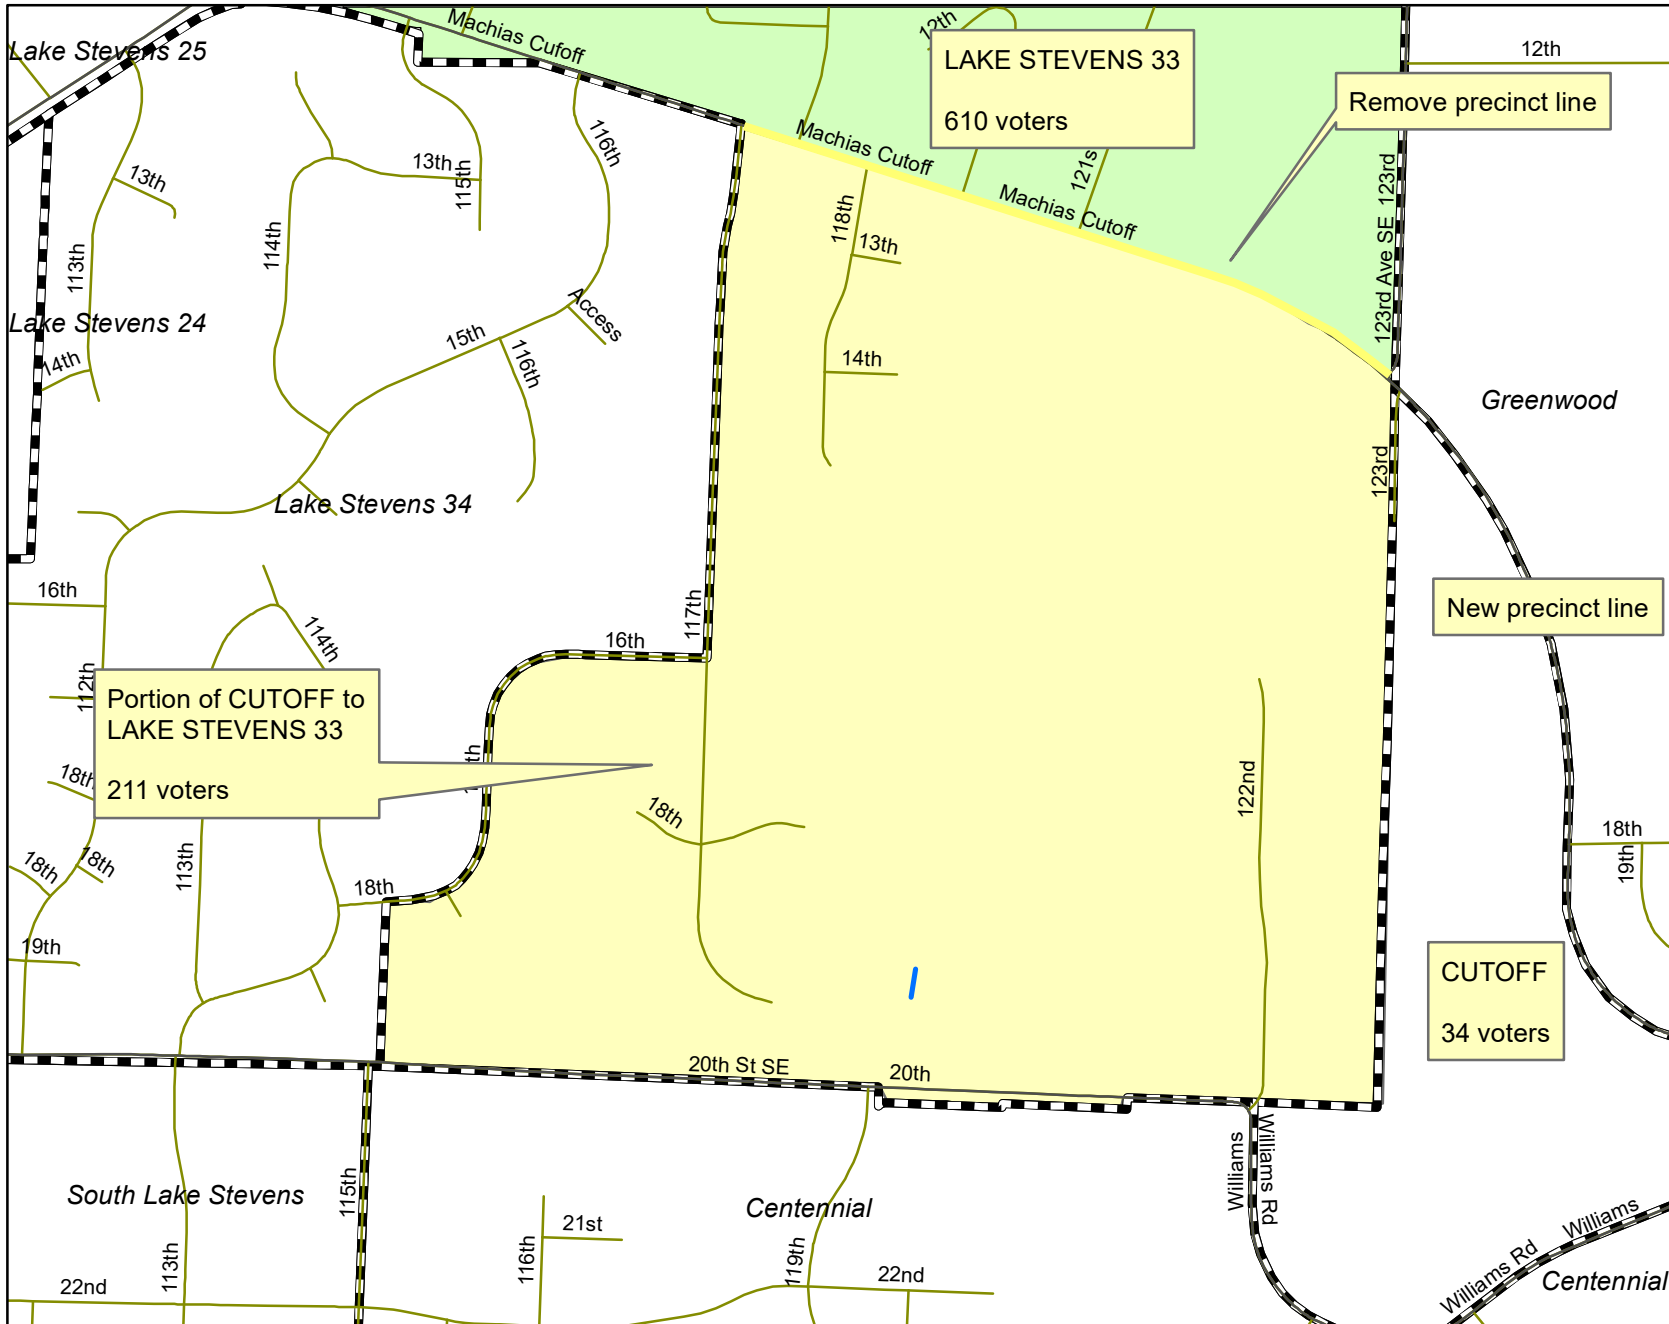 Lake Stevens 25
Machias Cufoff
12th
LAKE STEVENS 33
610 voters
12th
Remove precinct line
116th
Machias Cutoff
13th
115th
13th
121s
123rd
Machias Cutoff
118th
13th
114th
113th
123rd Ave SE
Access
Lake Stevens 24
15th
14th
116th
14th
Greenwood
123rd
Lake Stevens 34
16th
117th
New precinct line
114th
16th
112th
Portion of CUTOFF to
LAKE STEVENS 33
211 voters
th
18th
18th
122nd
18th
19th
18th
18th
113th
18th
19th
CUTOFF
34 voters
20th St SE
20th
Williams
Williams Rd
South Lake Stevens
115th
Centennial
21st
116th
119th
113th
22nd
22nd
Williams
Williams Rd
Centennial